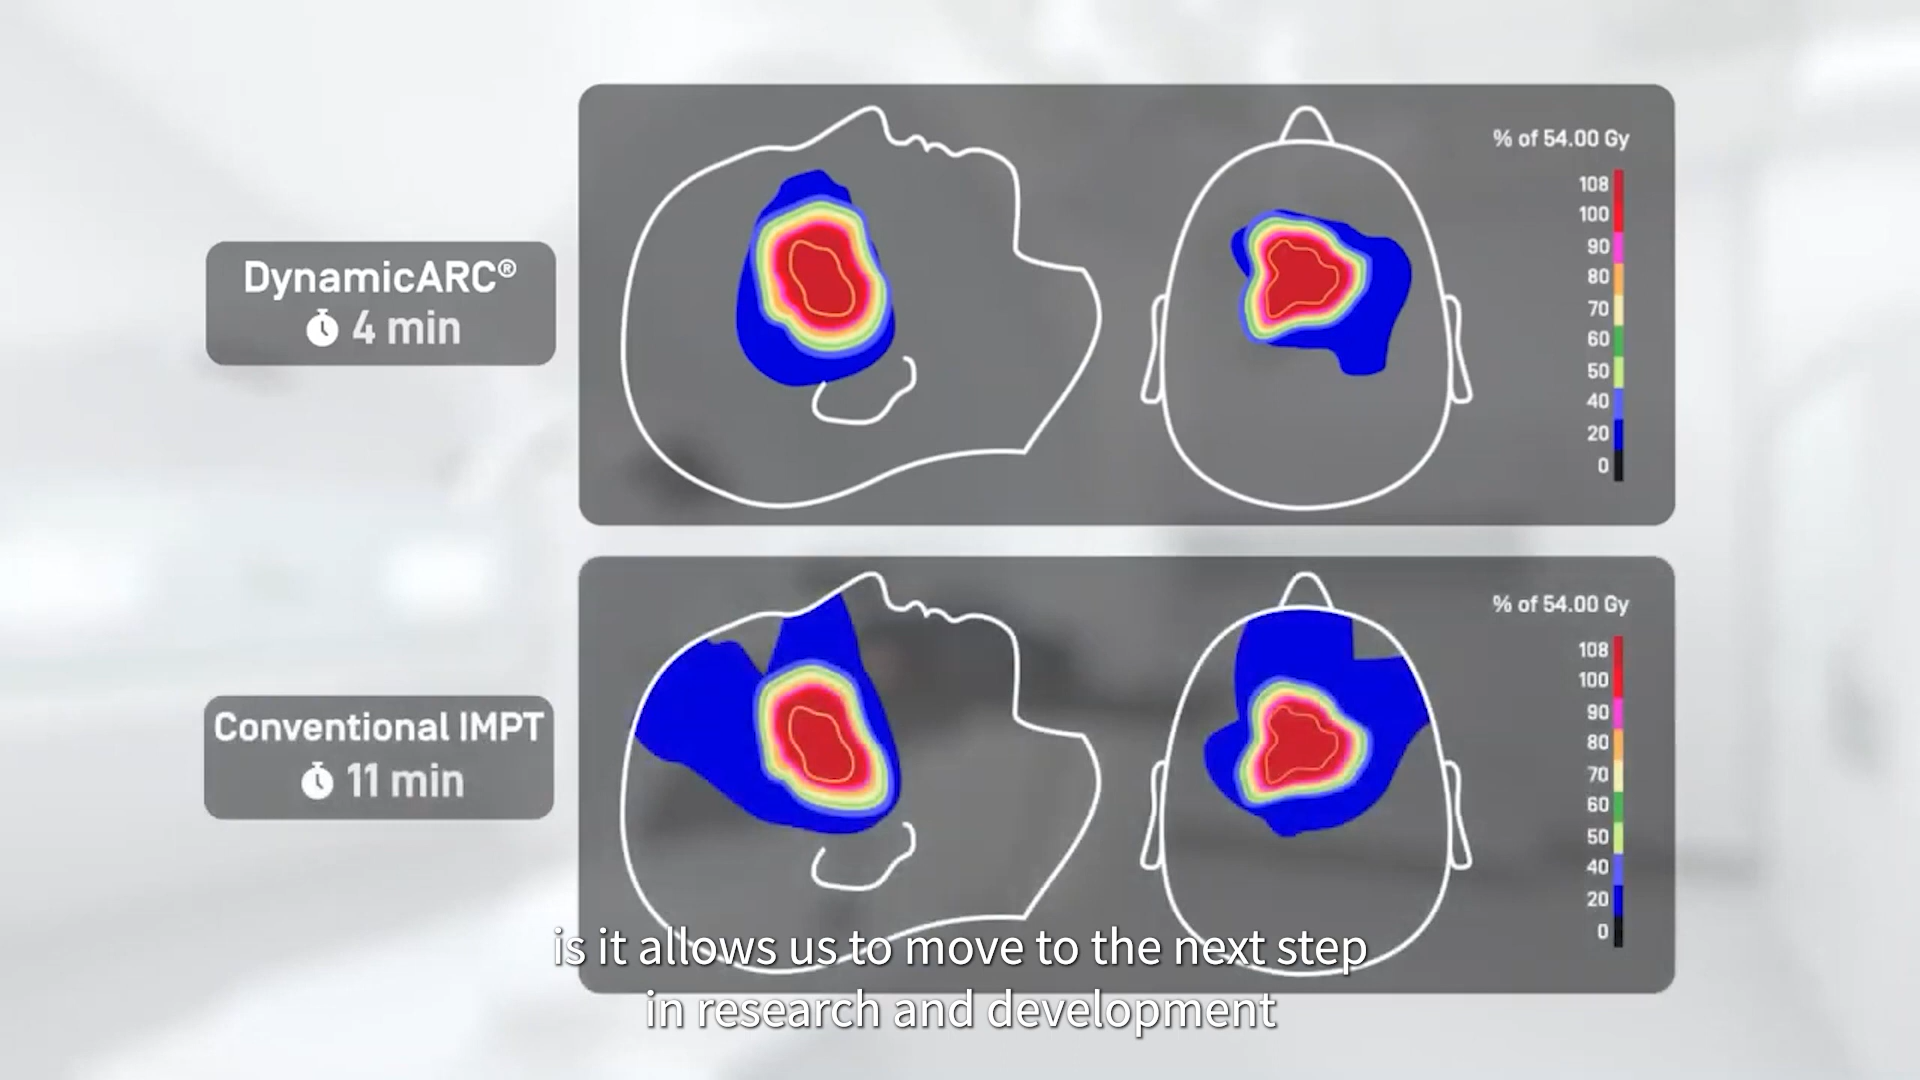 DynamicARC®
4 min
% of 54.00 Gy
108
100
90
80
70
60
50
40
20
0
Conventional IMPT
11 min
% of 54.00 Gy
108
100
90
80
70
60
50
40
20
0
is it allows us to move to the next step
in research and development